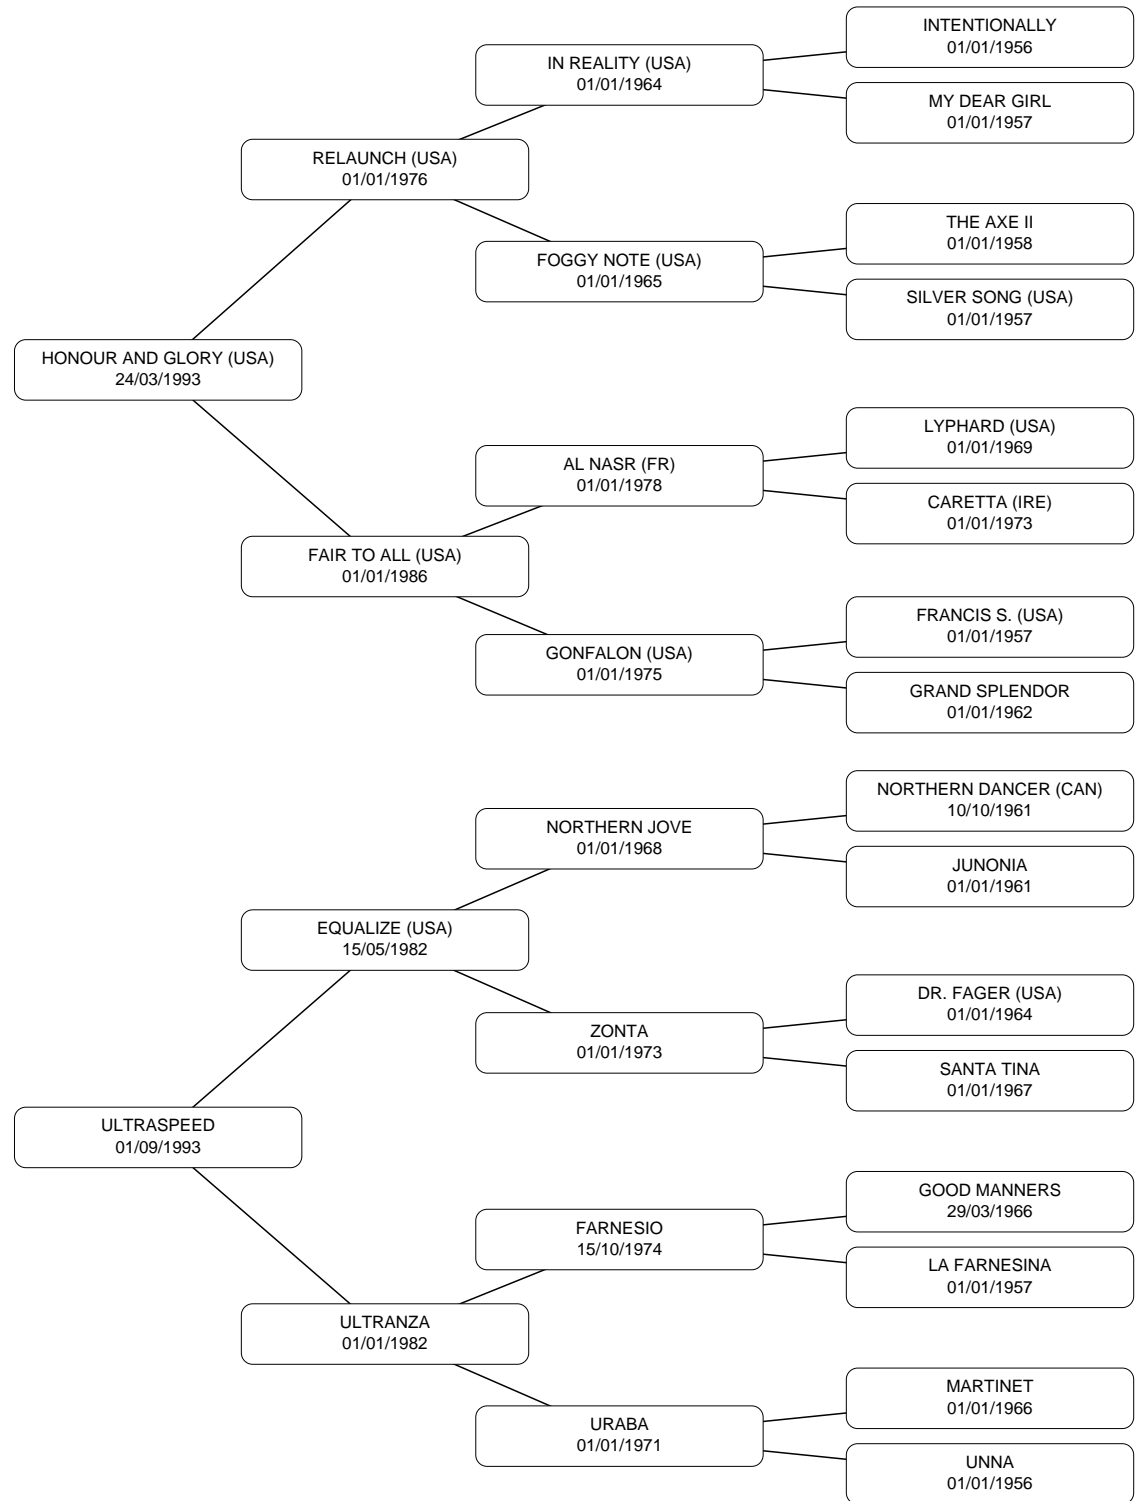 INTENTIONALLY
01/01/1956
IN REALITY (USA)
01/01/1964
MY DEAR GIRL
01/01/1957
RELAUNCH (USA)
01/01/1976
THE AXE II
01/01/1958
FOGGY NOTE (USA)
01/01/1965
SILVER SONG (USA)
01/01/1957
HONOUR AND GLORY (USA)
24/03/1993
LYPHARD (USA)
01/01/1969
AL NASR (FR)
01/01/1978
CARETTA (IRE)
01/01/1973
FAIR TO ALL (USA)
01/01/1986
FRANCIS S. (USA)
01/01/1957
GONFALON (USA)
01/01/1975
GRAND SPLENDOR
01/01/1962
NORTHERN DANCER (CAN)
10/10/1961
NORTHERN JOVE
01/01/1968
JUNONIA
01/01/1961
EQUALIZE (USA)
15/05/1982
DR. FAGER (USA)
01/01/1964
ZONTA
01/01/1973
SANTA TINA
01/01/1967
ULTRASPEED
01/09/1993
GOOD MANNERS
29/03/1966
FARNESIO
15/10/1974
LA FARNESINA
01/01/1957
ULTRANZA
01/01/1982
MARTINET
01/01/1966
URABA
01/01/1971
UNNA
01/01/1956